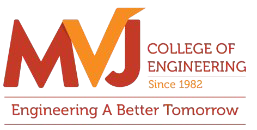 MVJ
COLLEGE OF
ENGINEERING
Since 1982
Engineering A Better Tomorrow